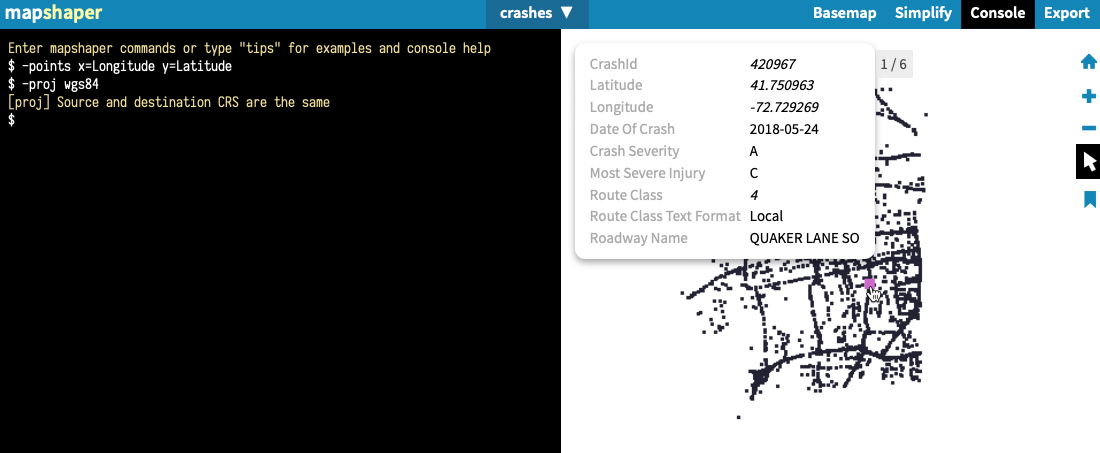 mapshaper
crashes ▼
Basemap Simplify Console Export
Enter mapshaper commands or type "tips" for examples and console help
$ -points x=Longitude y=Latitude
$ -proj wgs84
[proj] Source and destination CRS are the same
$
CrashId 420967
1 / 6
Latitude 41.750963
Longitude -72.729269
Date Of Crash 2018-05-24
Crash Severity A
Most Severe Injury C
Route Class 4
Route Class Text Format Local
Roadway Name QUAKER LANE SO